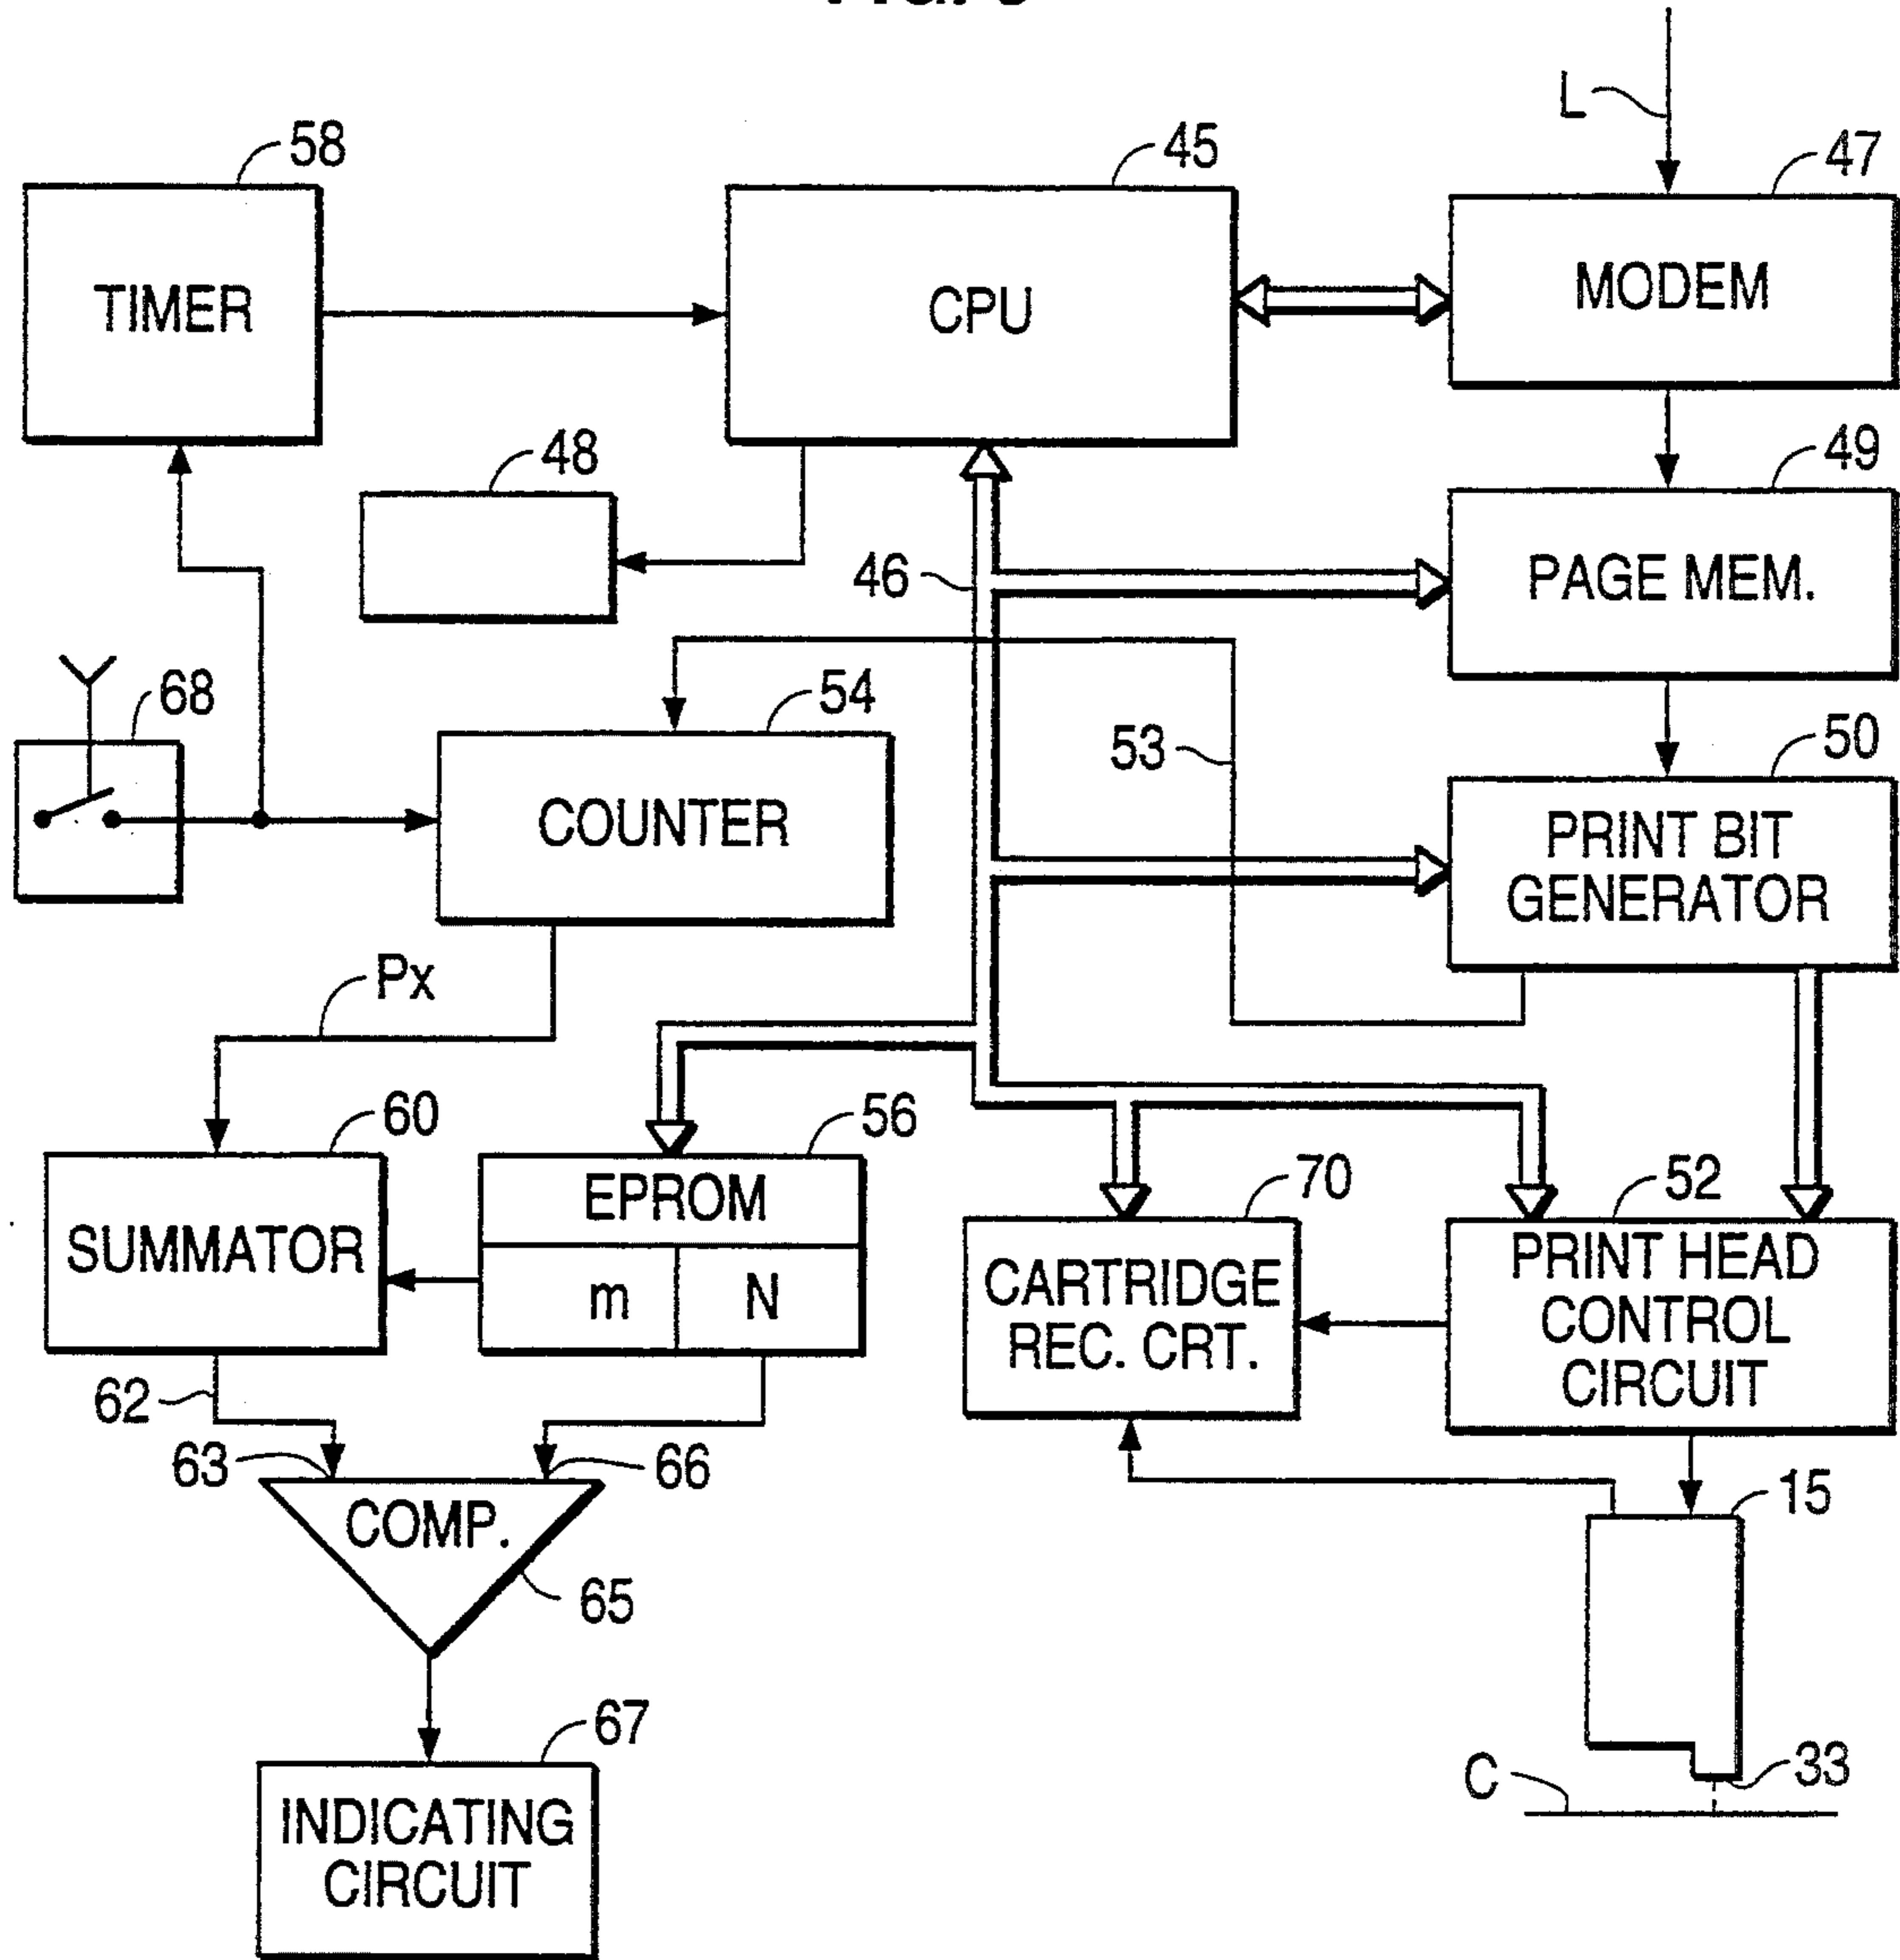 L
58
45
47
TIMER
CPU
MODEM
48
49
46
PAGE MEM.
68
54
53
50
COUNTER
PRINT BIT
GENERATOR
Px
60
56
70
52
SUMMATOR
EPROM
m
N
CARTRIDGE
REC. CRT.
PRINT HEAD
CONTROL
CIRCUIT
62
63
66
COMP.
65
15
67
C
33
INDICATING
CIRCUIT